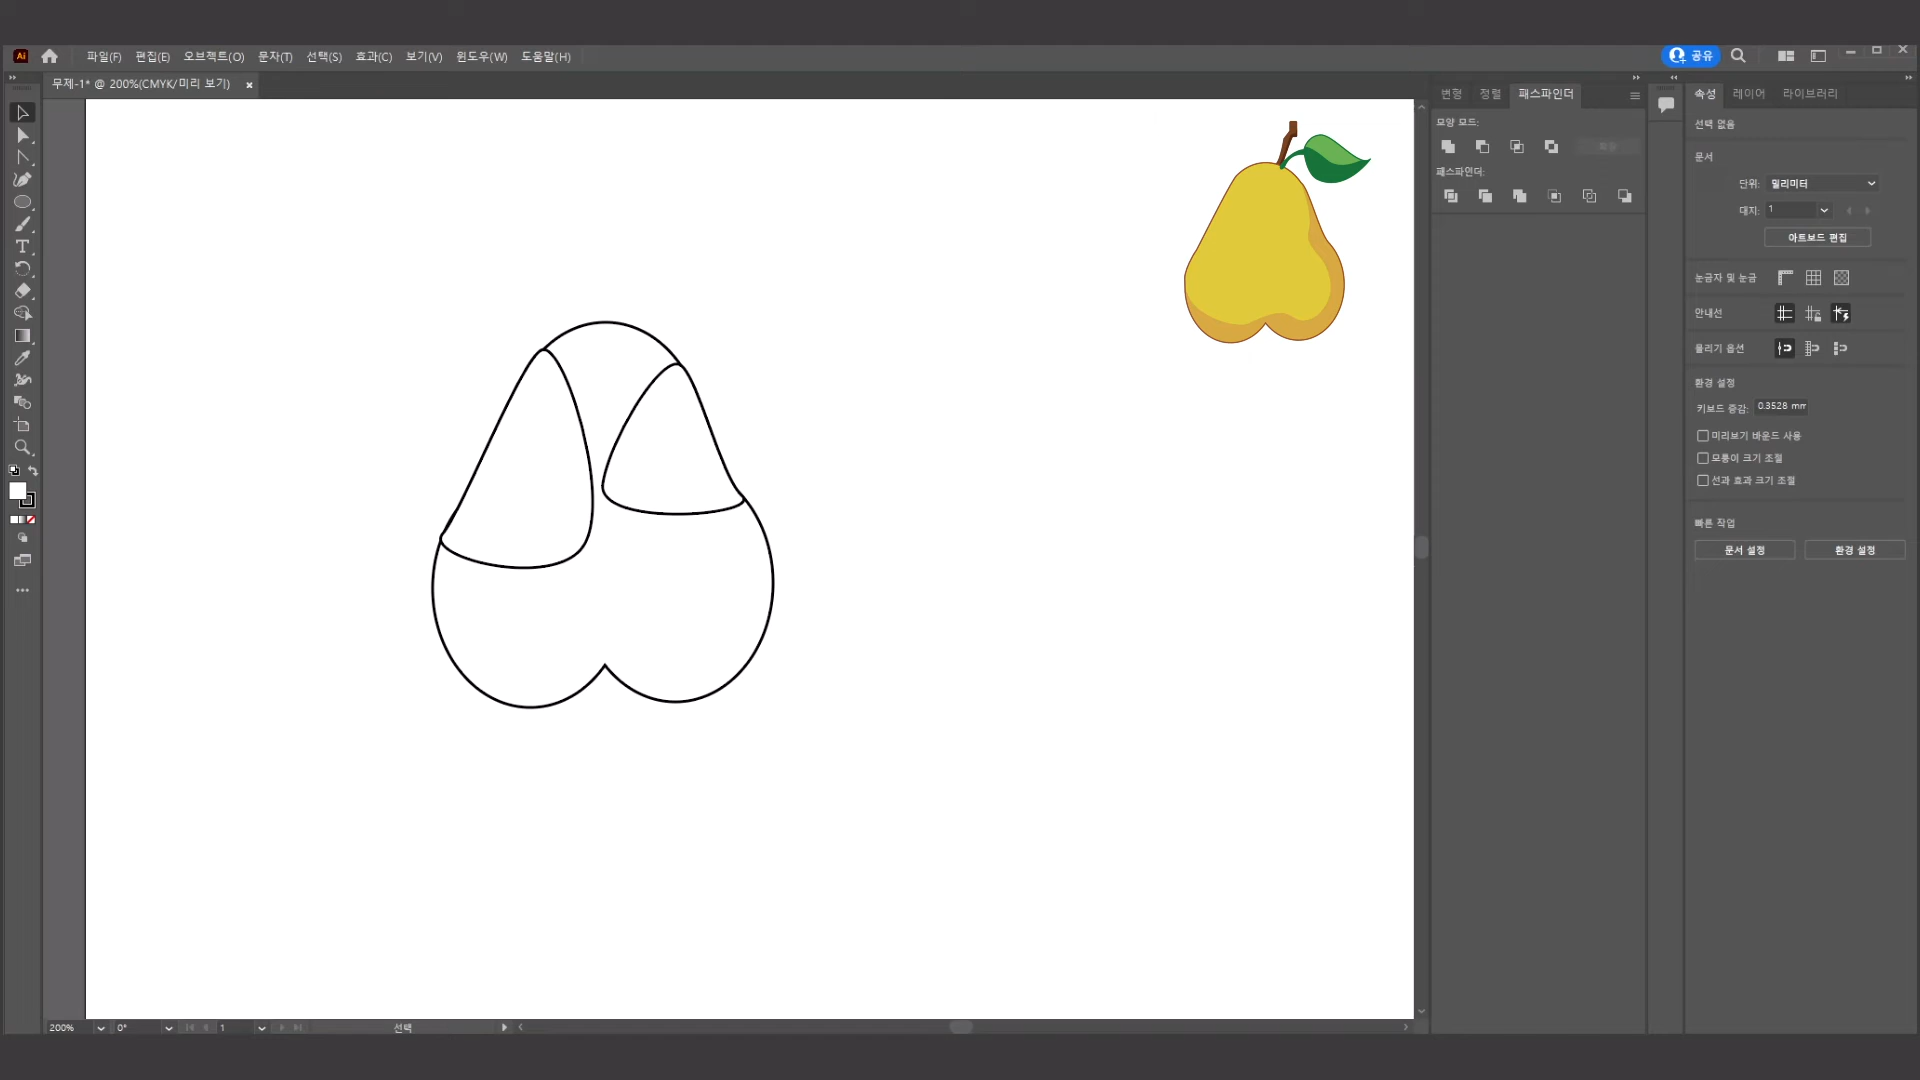 Ai 파일(F) 편집(E) 오브젝트(O) 문자(T) 선택(S) 효과(C) 보기(V) 윈도우(W) 도움말(H) 공유
무제-1* @ 200%(CMYK/미리 보기)
변형 정렬 패스파인더
모양 모드:
패스파인더:
속성 레이어 라이브러리
선택 없음
문서
단위: 밀리미터
대지: 1
아트보드 편집
눈금자 및 눈금
안내선
물리기 옵션
환경 설정
키보드 증감: 0.3528 mm
미리보기 바운드 사용
모퉁이 크기 조절
선과 효과 크기 조절
빠른 작업
문서 설정 환경 설정
200% 0° 1 선택